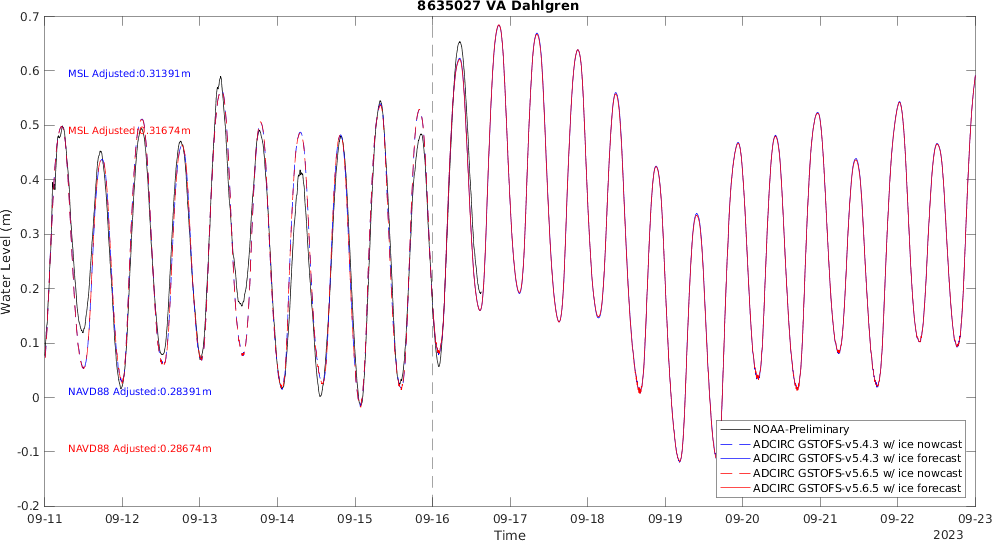 8635027 VA Dahlgren
0.7
0.6
0.5
0.4
0.3
0.2
0.1
0
-0.1
-0.2
Water Level (m)
MSL Adjusted:0.31391m
MSL Adjusted:0.31674m
NAVD88 Adjusted:0.28391m
NAVD88 Adjusted:0.28674m
NOAA-Preliminary
ADCIRC GSTOFS-v5.4.3 w/ ice nowcast
ADCIRC GSTOFS-v5.4.3 w/ ice forecast
ADCIRC GSTOFS-v5.6.5 w/ ice nowcast
ADCIRC GSTOFS-v5.6.5 w/ ice forecast
09-11 09-12 09-13 09-14 09-15 09-16 09-17 09-18 09-19 09-20 09-21 09-22 09-23
Time
2023